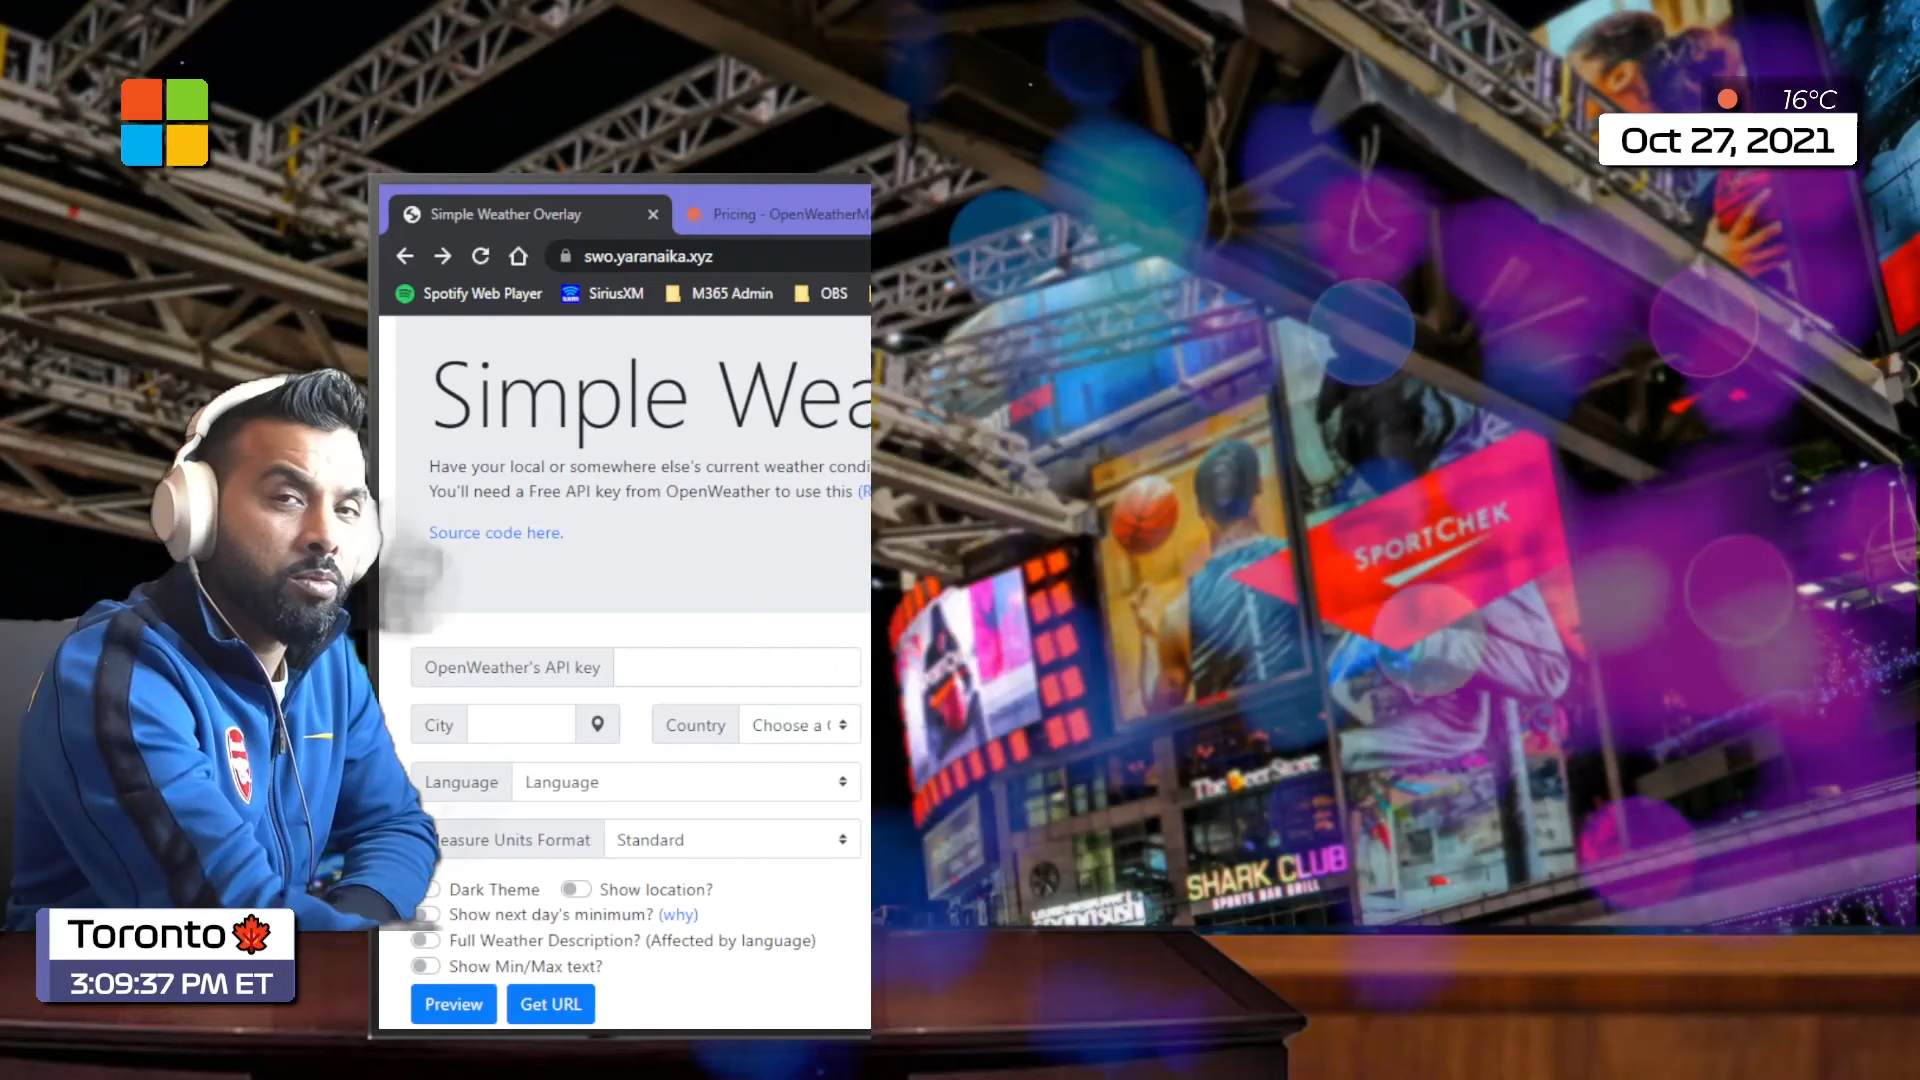 16°C
Oct 27, 2021
Simple Weather Overlay
Pricing - OpenWeatherM
swo.yaranaika.xyz
Spotify Web Player
SiriusXM
M365 Admin
OBS
Simple Wea
Have your local or somewhere else's current weather condi
You'll need a Free API key from OpenWeather to use this (R
Source code here.
OpenWeather's API key
City
Country
Choose a
Language
Language
easure Units Format
Standard
Dark Theme
Show location?
Show next day's minimum? (why)
Full Weather Description? (Affected by language)
Show Min/Max text?
Preview
Get URL
Toronto
3:09:37 PM ET
SPORTCHEK
The Beer Store
SHARK CLUB
SPORTS BAR GRILL